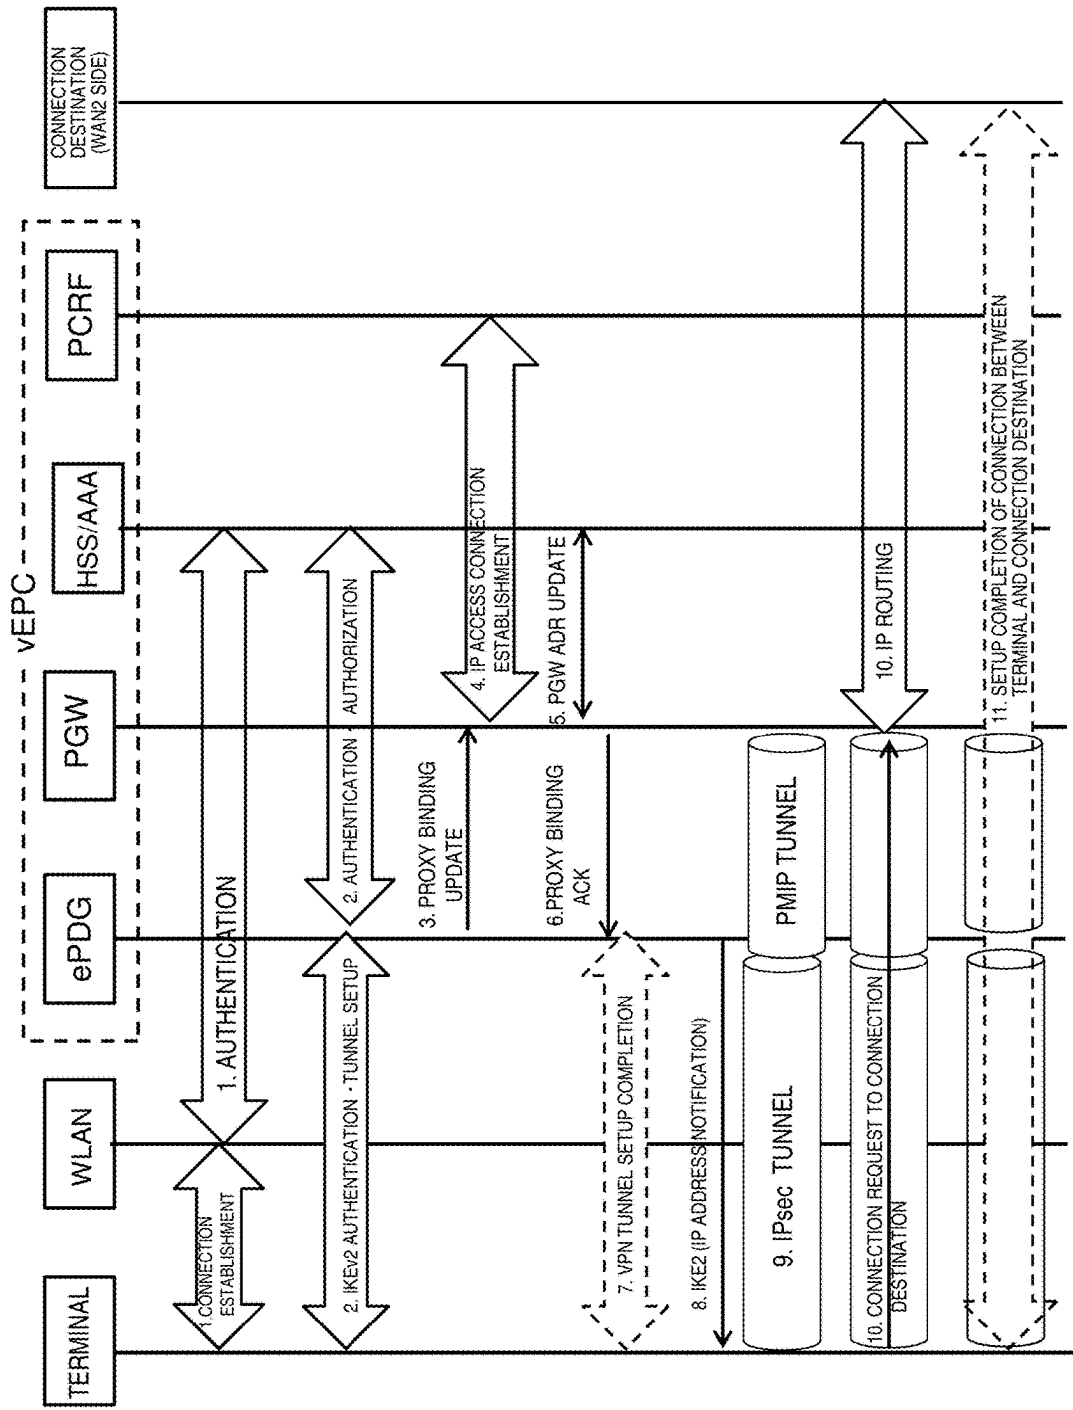 vEPC
TERMINAL
WLAN
ePDG
PGW
HSS/AAA
PCRF
CONNECTION
DESTINATION
(WAN2 SIDE)
1.CONNECTION
ESTABLISHMENT
1. AUTHENTICATION
2. IKEv2 AUTHENTICATION - TUNNEL SETUP
2. AUTHENTICATION - AUTHORIZATION
3. PROXY BINDING
UPDATE
4. IP ACCESS CONNECTION
ESTABLISHMENT
5. PGW ADR UPDATE
6.PROXY BINDING
ACK
7. VPN TUNNEL SETUP COMPLETION
8. IKE2 (IP ADDRESS NOTIFICATION)
9. IPsec TUNNEL
PMIP TUNNEL
10. CONNECTION REQUEST TO CONNECTION
DESTINATION
10. IP ROUTING
11. SETUP COMPLETION OF CONNECTION BETWEEN
TERMINAL AND CONNECTION DESTINATION